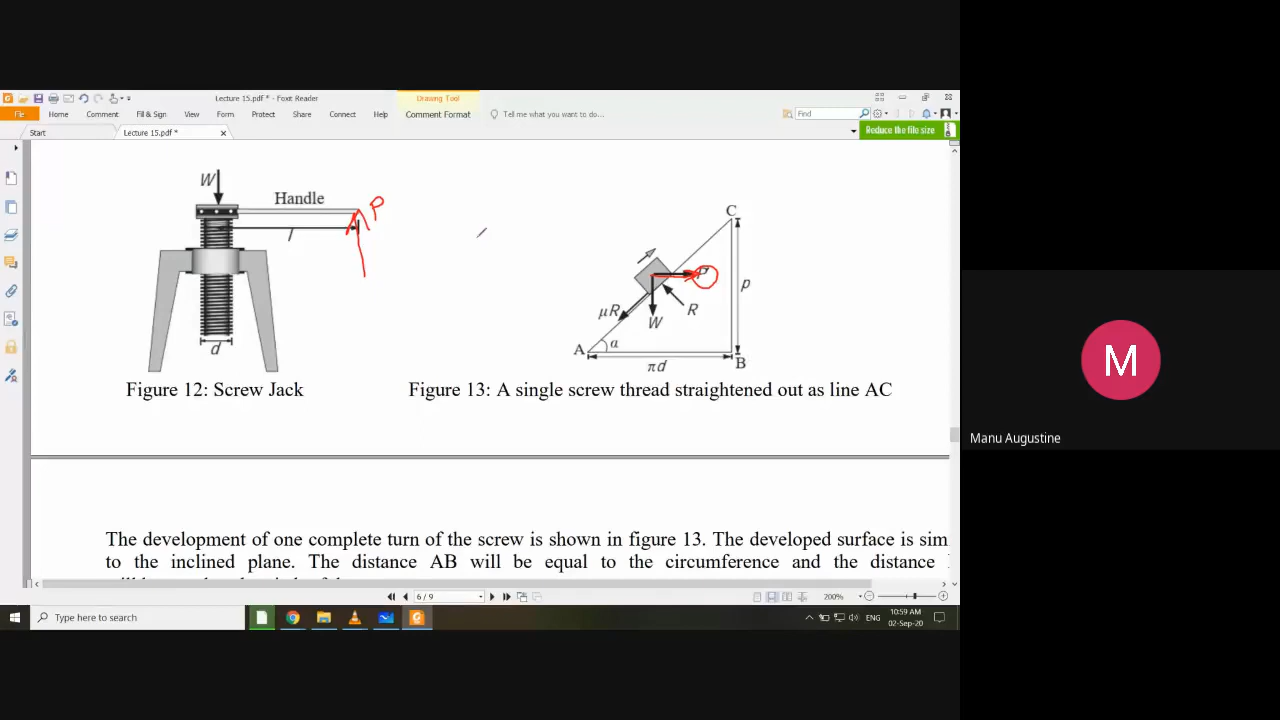 Lecture 15.pdf * - Foxit Reader
Drawing Tool
File
Home
Comment
Fill & Sign
View
Form
Protect
Share
Connect
Help
Comment Format
Tell me what you want to do...
Find
Start
Lecture 15.pdf *
Reduce the file size
W
Handle
P
l
d
C
P
p
μR
R
W
A
α
B
πd
Figure 12: Screw Jack
Figure 13: A single screw thread straightened out as line AC
The development of one complete turn of the screw is shown in figure 13. The developed surface is sim
to the inclined plane. The distance AB will be equal to the circumference and the distance
6 / 9
200%
Type here to search
ENG
10:59 AM
02-Sep-20
M
Manu Augustine